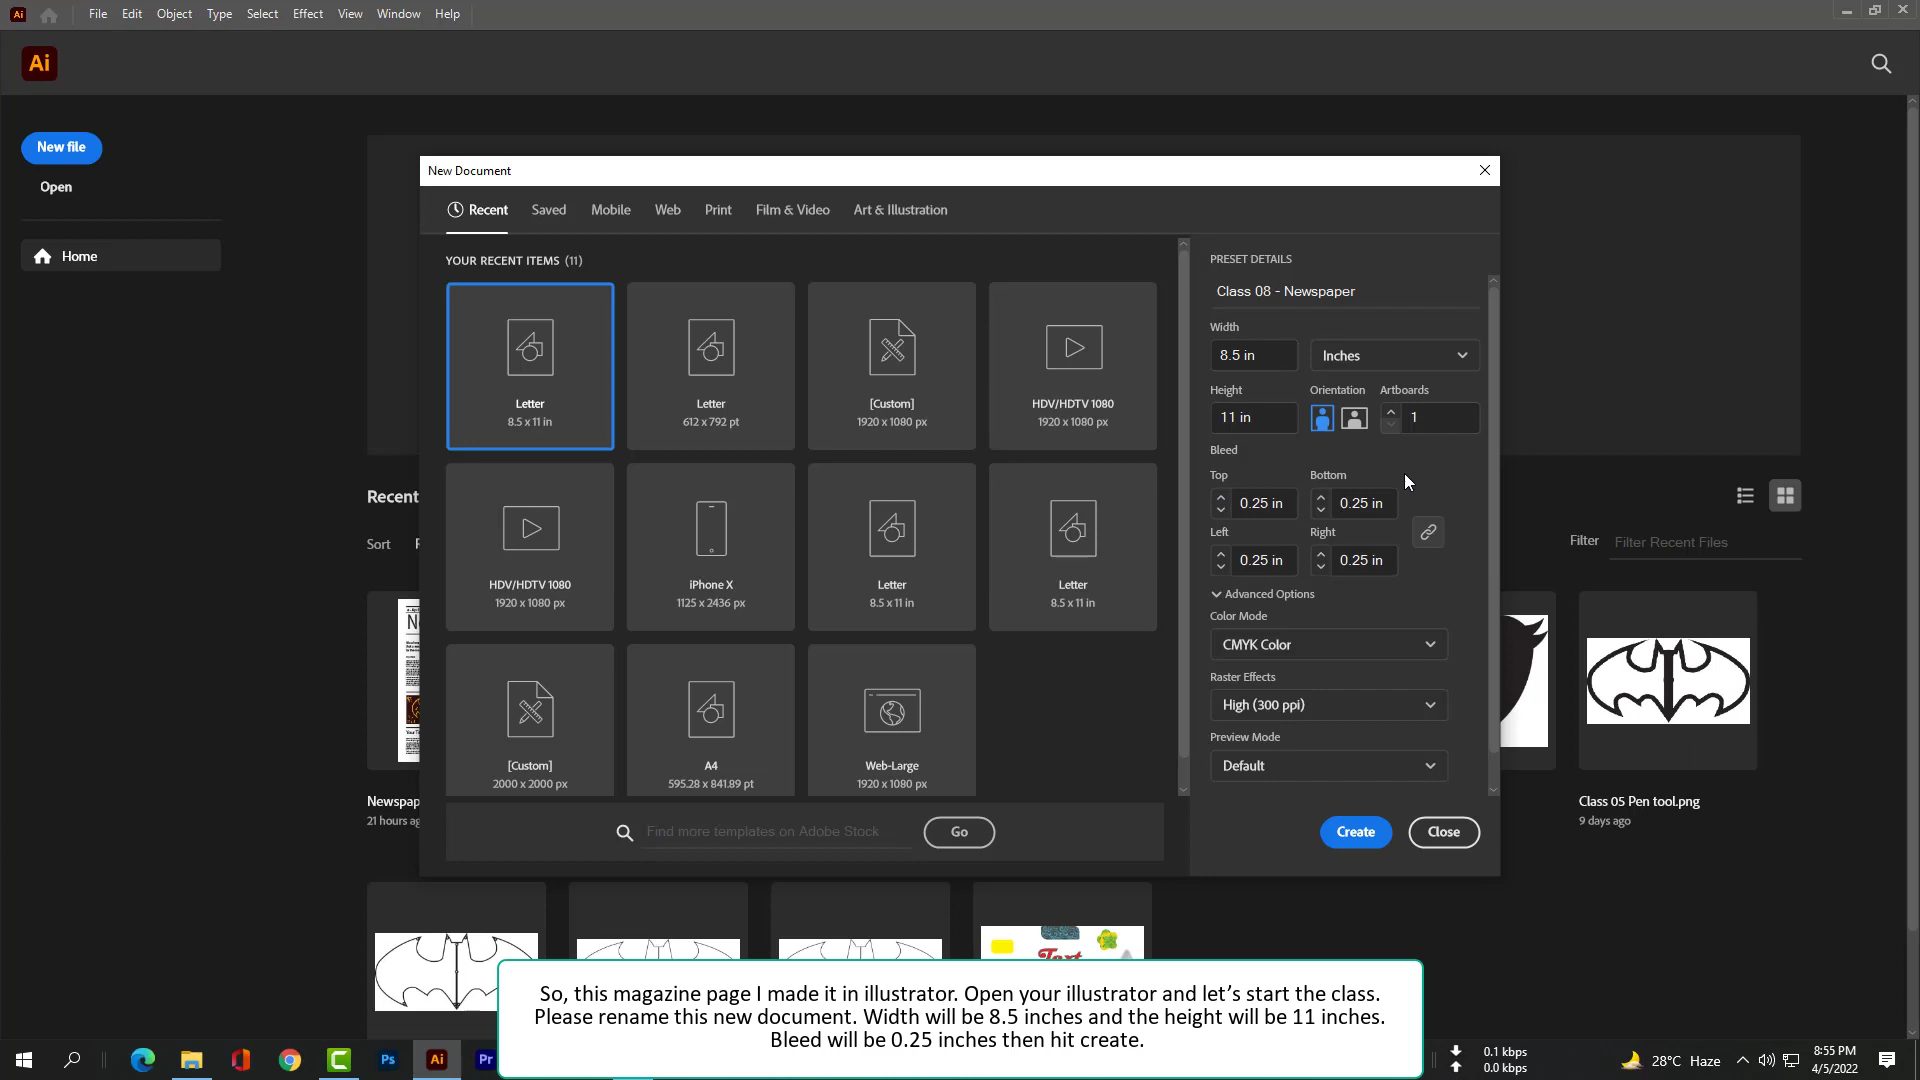 Ai File Edit Object Type Select Effect View Window Help
Ai
New file
Open
Home
New Document
Recent Saved Mobile Web Print Film & Video Art & Illustration
YOUR RECENT ITEMS (11)
Letter
8.5 x 11 in
Letter
612 x 792 pt
[Custom]
1920 x 1080 px
HDV/HDTV 1080
1920 x 1080 px
HDV/HDTV 1080
1920 x 1080 px
iPhone X
1125 x 2436 px
Letter
8.5 x 11 in
Letter
8.5 x 11 in
[Custom]
2000 x 2000 px
A4
595.28 x 841.89 pt
Web-Large
1920 x 1080 px
Find more templates on Adobe Stock
Go
PRESET DETAILS
Class 08 - Newspaper
Width
8.5 in Inches
Height Orientation Artboards
11 in 1
Bleed
Top Bottom
0.25 in 0.25 in
Left Right
0.25 in 0.25 in
Advanced Options
Color Mode
CMYK Color
Raster Effects
High (300 ppi)
Preview Mode
Default
Create Close
Recent
Sort
Filter Filter Recent Files
Newspap
21 hours ag
Class 05 Pen tool.png
9 days ago
Text
So, this magazine page I made it in illustrator. Open your illustrator and let’s start the class.
Please rename this new document. Width will be 8.5 inches and the height will be 11 inches.
Bleed will be 0.25 inches then hit create.
Ps Ai Pr
0.1 kbps
0.0 kbps
28°C Haze
8:55 PM
4/5/2022